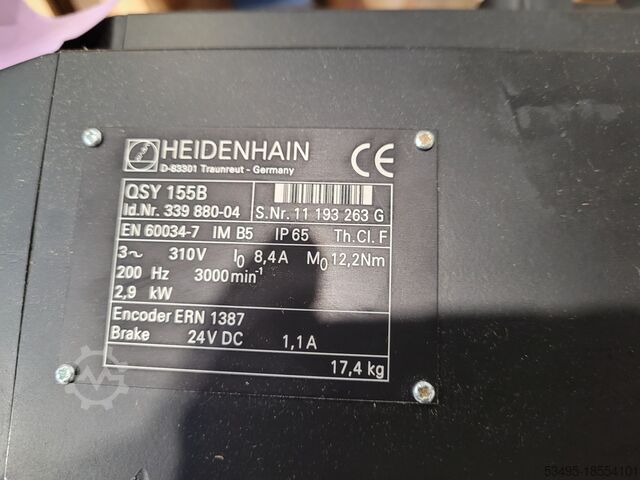 HEIDENHAIN
D-83301 Traunreut - Germany
CE
QSY 155B
Id.Nr. 339 880-04 S.Nr. 11 193 263 G
EN 60034-7 IM B5 IP 65 Th.Cl. F
3~ 310V I0 8,4A M0 12,2Nm
200 Hz 3000 min-1
2,9 kW
Encoder ERN 1387
Brake 24V DC 1,1A
17,4 kg
53495-18554101